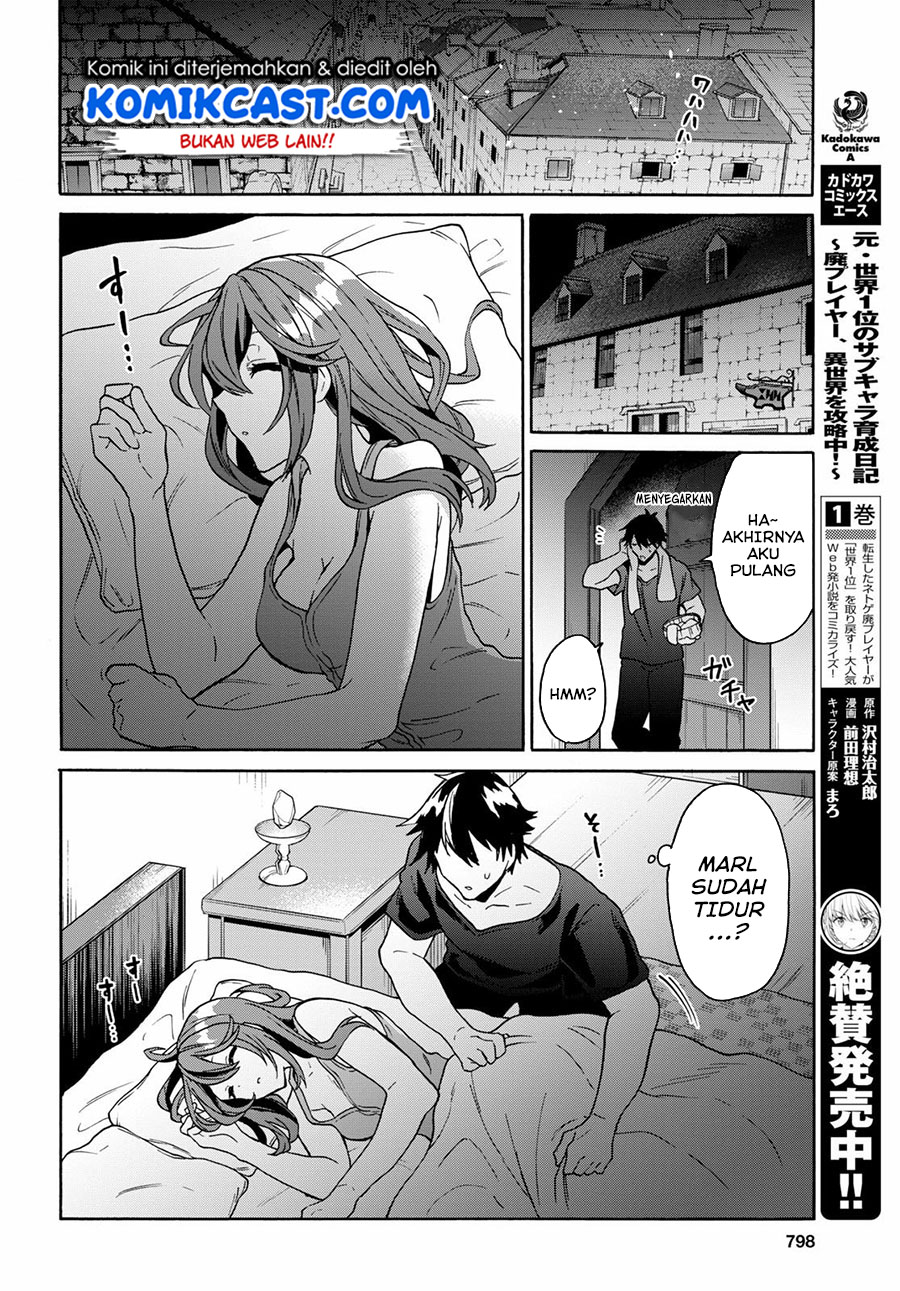 Komik ini diterjemahkan & diedit oleh
KOMIKCAST.COM
BUKAN WEB LAIN!!
ワハハハハ…
INN
すー…
MENYEGARKAN
HA~
AKHIRNYA
AKU
PULANG
HMM?
ガチャ
MARL
SUDAH
TIDUR
...?
そー…
すー…
798
Kadokawa
Comics
A
カドカワ
コミックス
エース
元・世界1位のサブキャラ育成日記
～廃プレイヤー、異世界を攻略中！～
1巻
転生したネトゲ廃プレイヤーが
「世界1位」を取り戻す！大人気
Web発小説をコミカライズ！
原作 沢村治太郎
漫画 前田理想
キャラクター原案 まろ
絶賛発売中!!